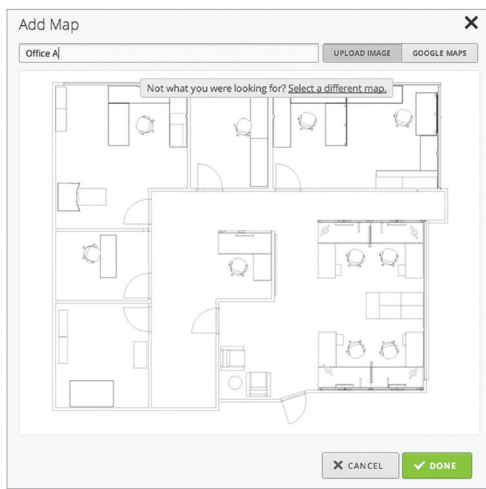 Add Map
Office A
UPLOAD IMAGE
GOOGLE MAPS
Not what you were looking for? Select a different map.
CANCEL
DONE